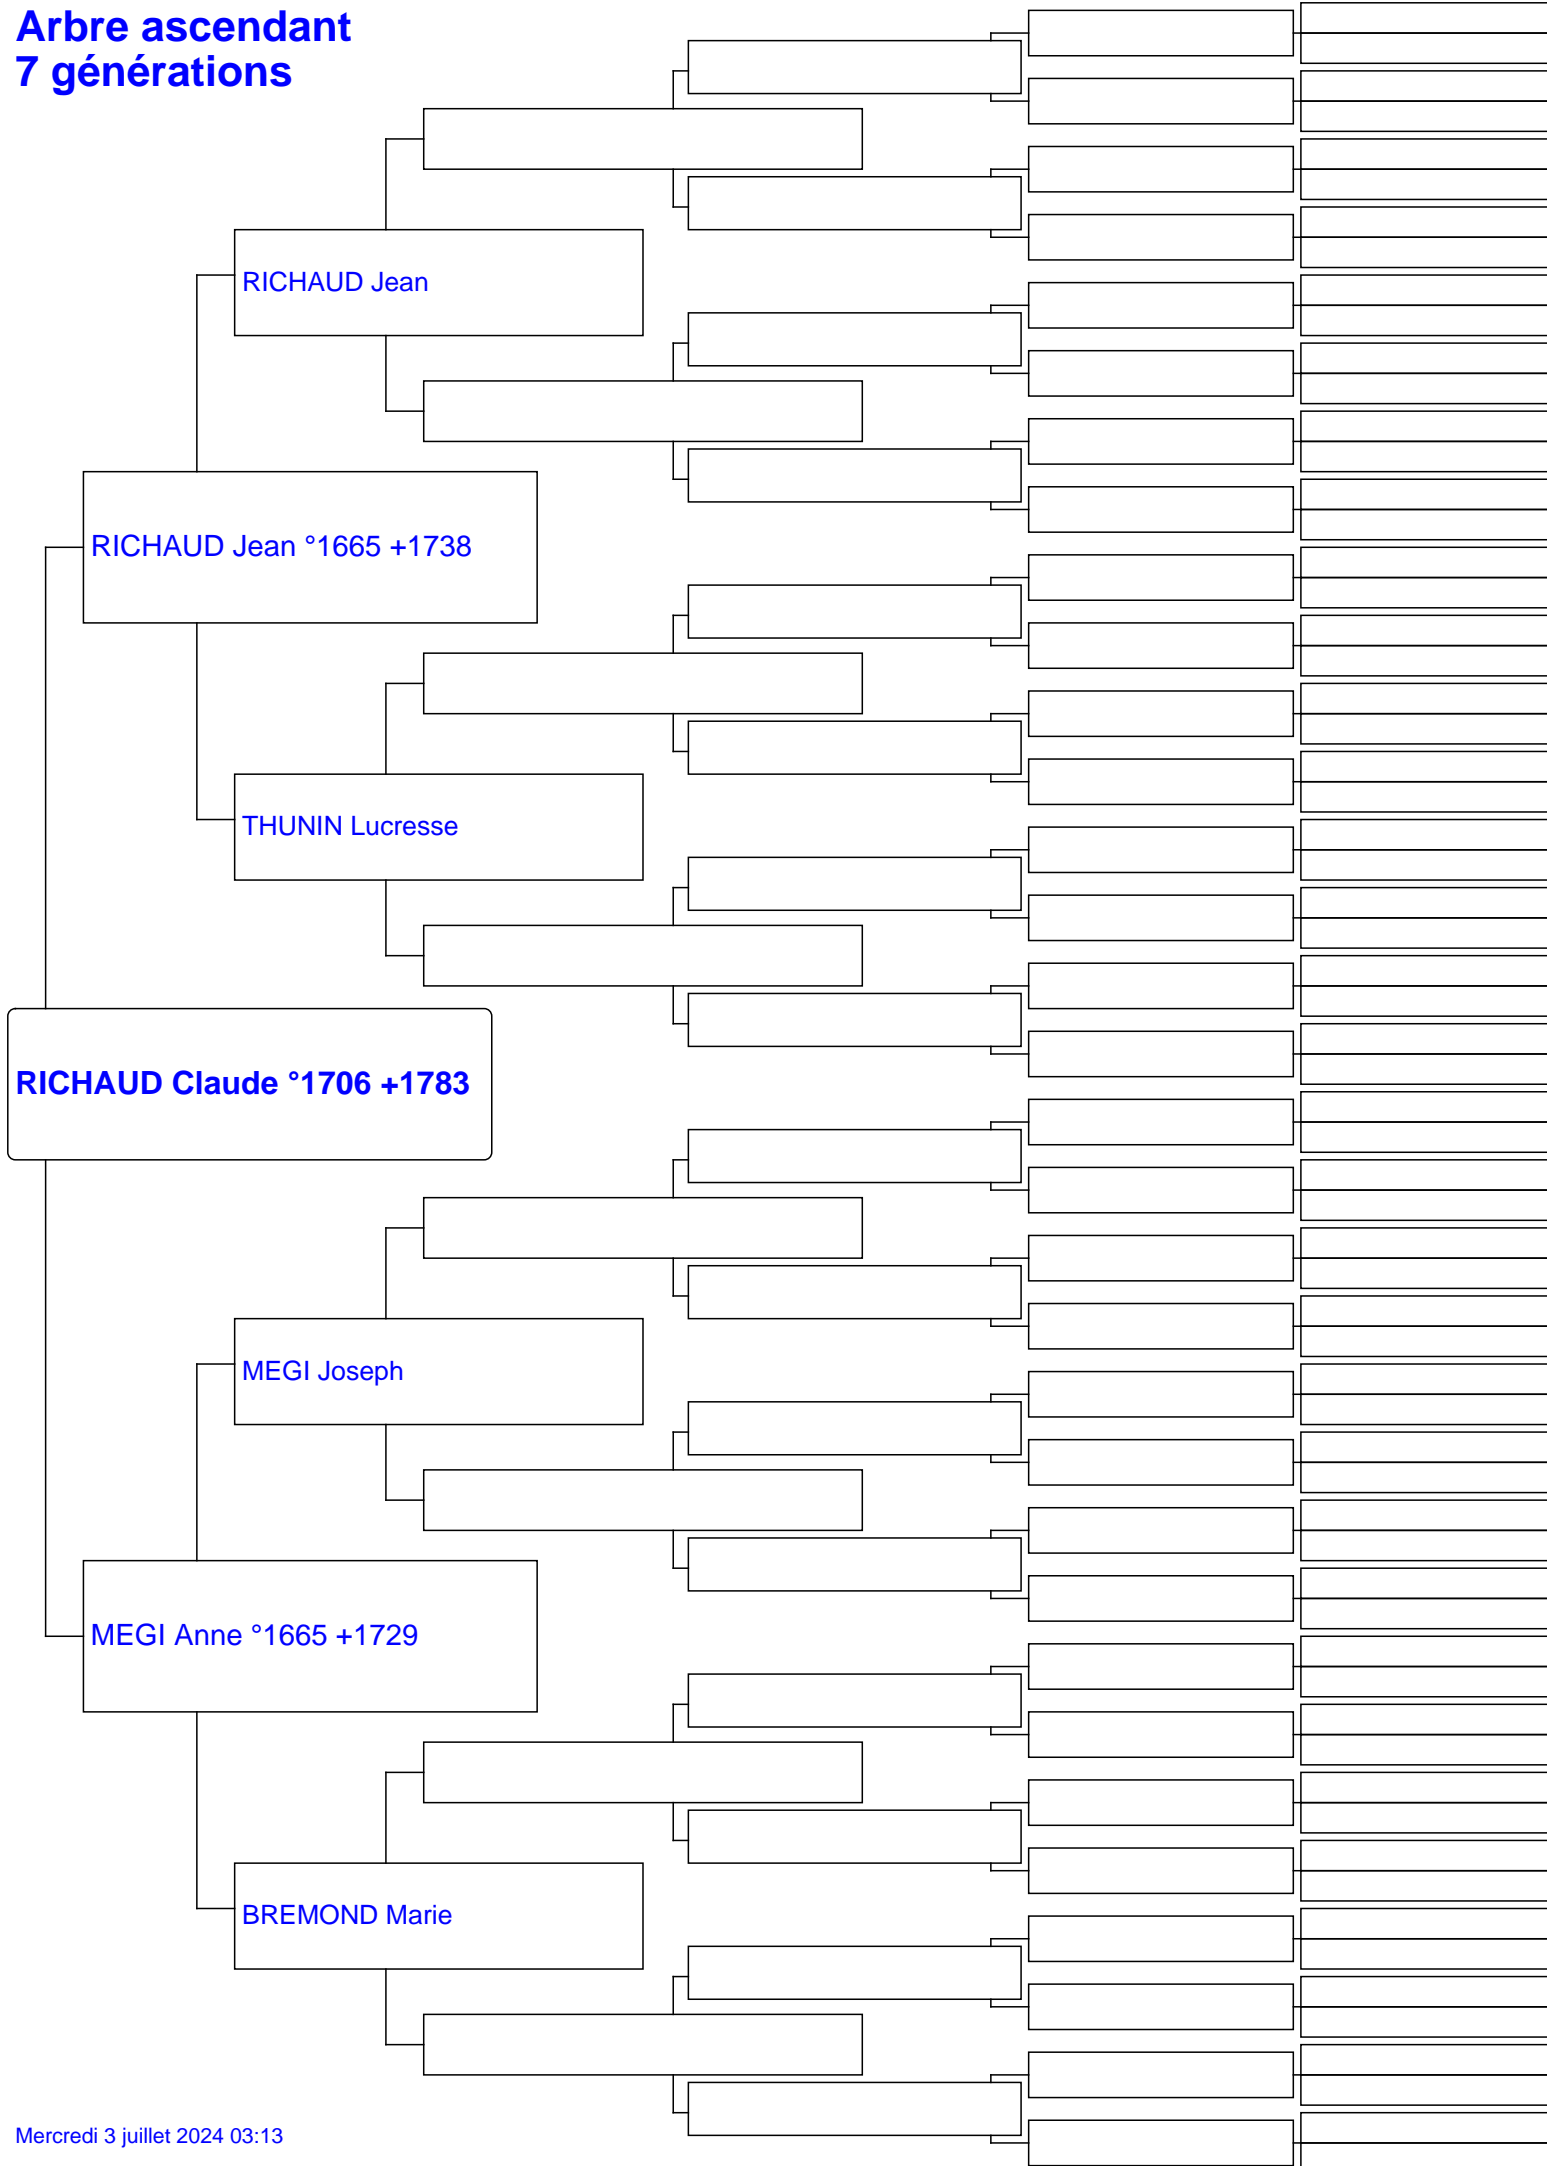 Arbre ascendant
7 générations
RICHAUD Jean
RICHAUD Jean °1665 +1738
THUNIN Lucresse
RICHAUD Claude °1706 +1783
MEGI Joseph
MEGI Anne °1665 +1729
BREMOND Marie
Mercredi 3 juillet 2024 03:13